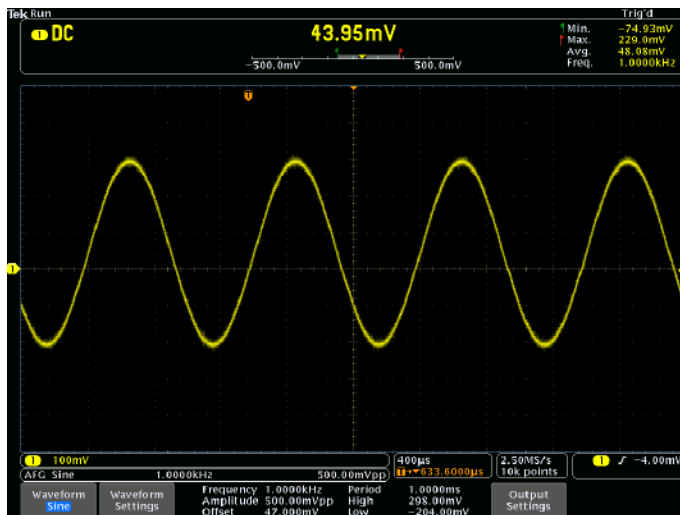 Tek Run Trig'd
1 DC 43.95mV
Min. -74.93mV
Max. 229.0mV
Avg. 48.08mV
Freq. 1.0000kHz
-500.0mV 500.0mV
T
1
1 100mV
AFG Sine 1.0000kHz 500.00mVpp
400µs
T→▼633.6000µs
2.50MS/s
10k points
1 ∫ -4.00mV
Waveform
Sine
Waveform
Settings
Frequency 1.0000kHz
Amplitude 500.00mVpp
Offset 47.000mV
Period 1.0000ms
High 298.00mV
Low -204.00mV
Output
Settings